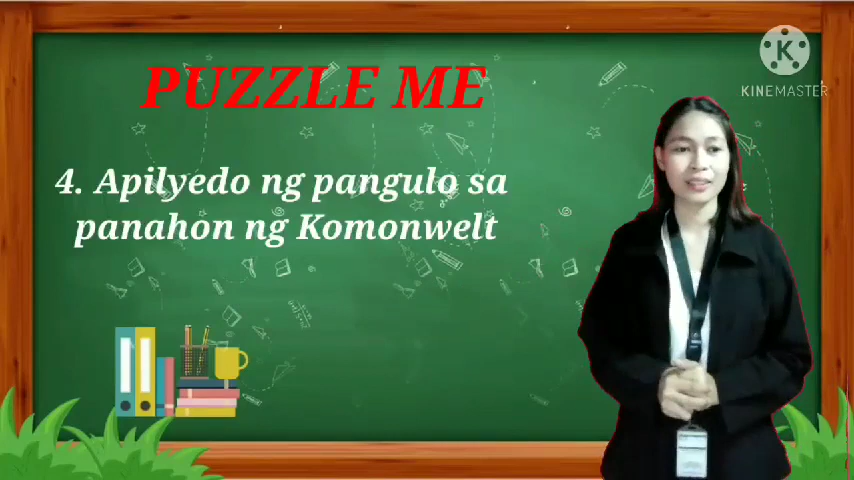 PUZZLE ME
KINEMASTER
4. Apilyedo ng pangulo sa
panahon ng Komonwelt